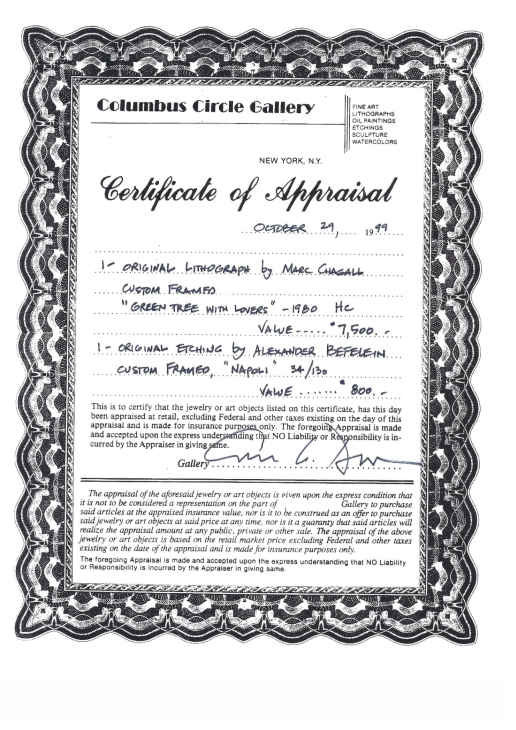 Columbus Circle Gallery
FINE ART
LITHOGRAPHS
OIL PAINTINGS
ETCHINGS
SCULPTURE
WATERCOLORS
NEW YORK, N.Y.
Certificate of Appraisal
OCTOBER 29, 1999
1 - ORIGINAL LITHOGRAPH by MARC CHAGALL
CUSTOM FRAMED
"GREEN TREE WITH LOVERS" - 1980 HC
VALUE ----- $7,500.-
1 - ORIGINAL ETCHING by ALEXANDER BEFELEIN
CUSTOM FRAMED, "NAPOLI" 34/130
VALUE ....... $800.-
This is to certify that the jewelry or art objects listed on this certificate, has this day
been appraised at retail, excluding Federal and other taxes existing on the day of this
appraisal and is made for insurance purposes only. The foregoing Appraisal is made
and accepted upon the express understanding that NO Liability or Responsibility is in-
curred by the Appraiser in giving same.
Gallery
The appraisal of the aforesaid jewelry or art objects is given upon the express condition that
it is not to be considered a representation on the part of Gallery to purchase
said articles at the appraised insurance value, nor is it to be construed as an offer to purchase
said jewelry or art objects at said price at any time, nor is it a guaranty that said articles will
realize the appraisal amount at any public, private or other sale. The appraisal of the above
jewelry or art objects is based on the retail market price excluding Federal and other taxes
existing on the date of the appraisal and is made for insurance purposes only.
The foregoing Appraisal is made and accepted upon the express understanding that NO Liability
or Responsibility is incurred by the Appraiser in giving same.